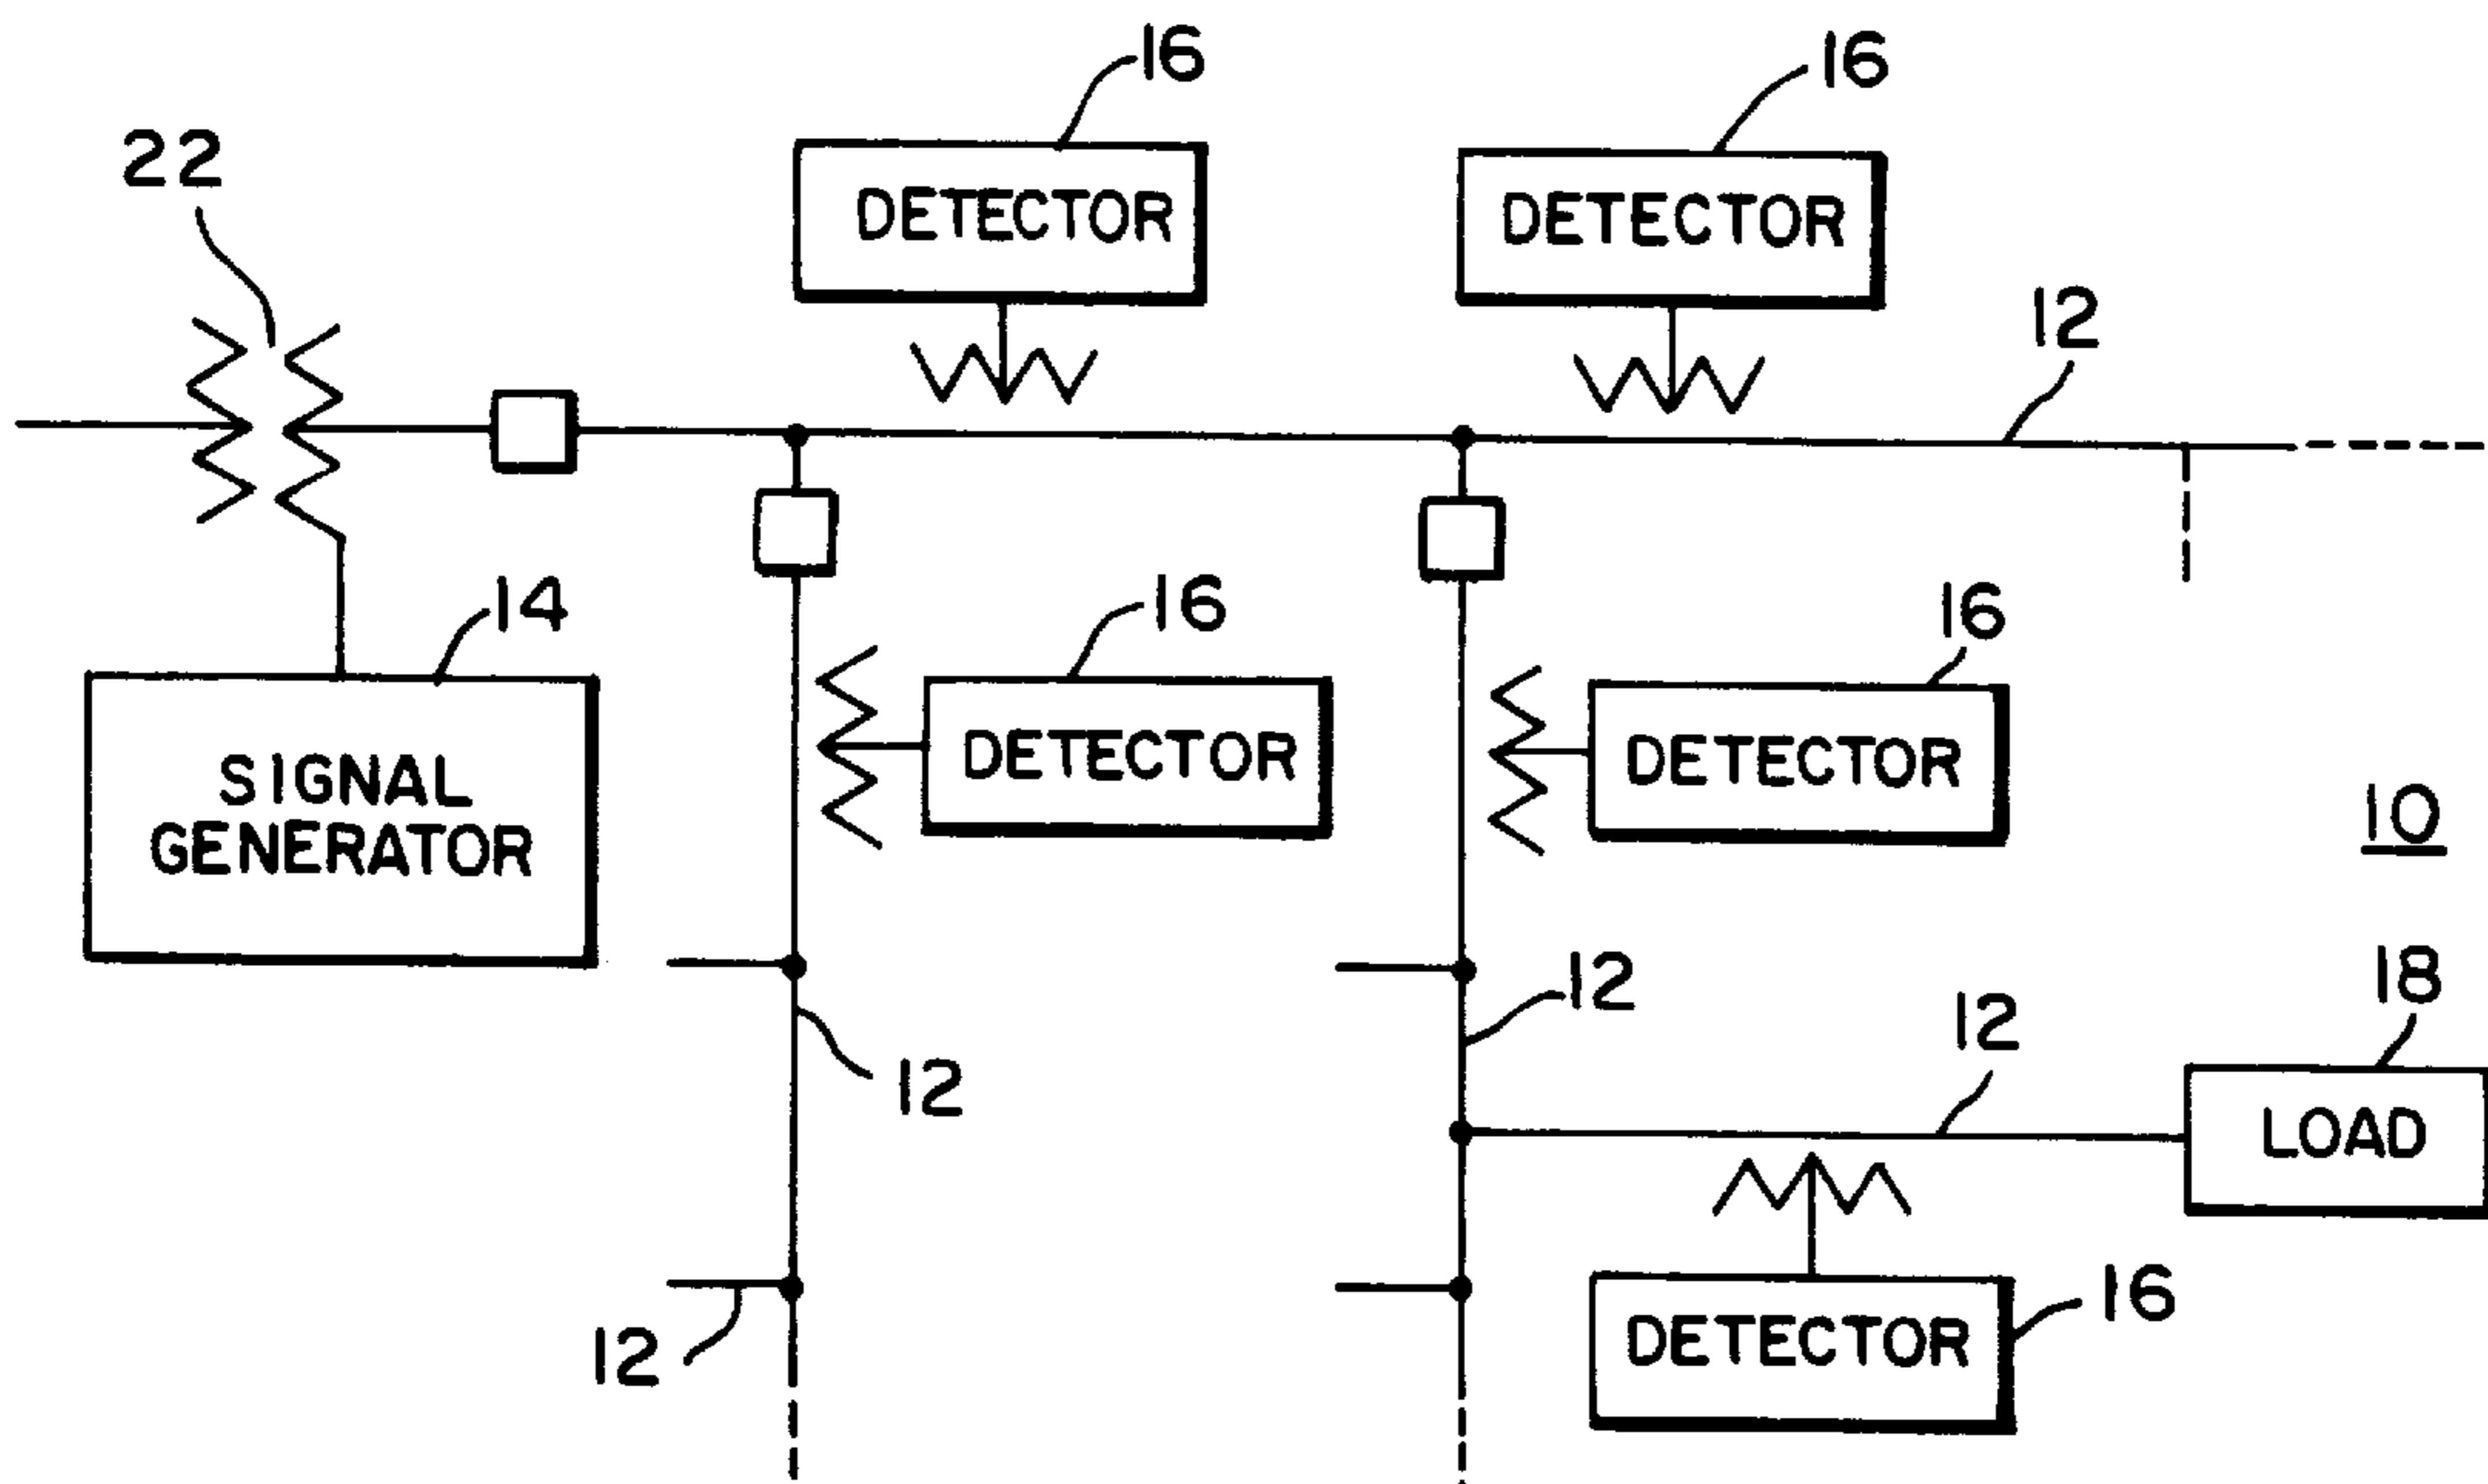 16
16
22
DETECTOR
DETECTOR
12
14
16
16
SIGNAL
GENERATOR
DETECTOR
DETECTOR
10
12
12
12
18
LOAD
12
DETECTOR
16